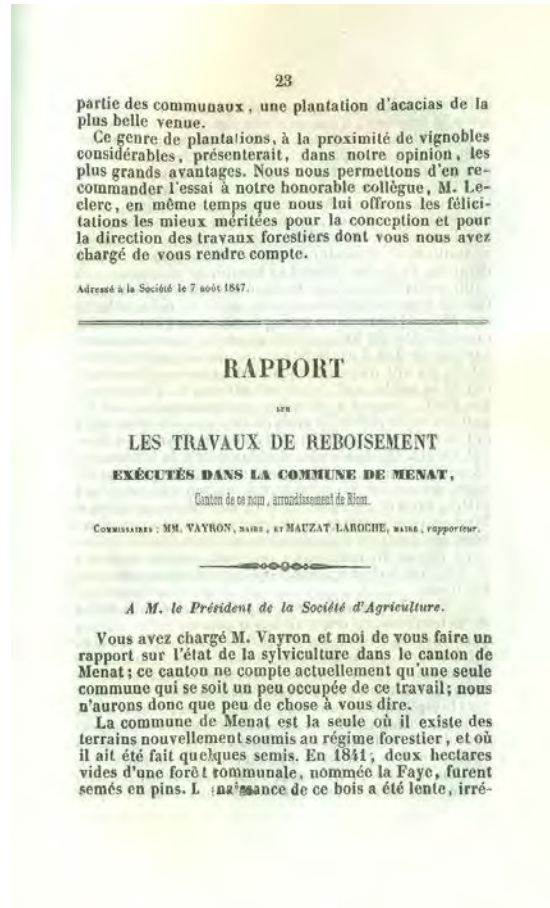 23
partie des communaux, une plantation d'acacias de la
plus belle venue.
Ce genre de plantations, à la proximité de vignobles
considérables, présenterait, dans notre opinion, les
plus grands avantages. Nous nous permettons d'en re-
commander l'essai à notre honorable collègue, M. Le-
clerc, en même temps que nous lui offrons les félici-
tations les mieux méritées pour la conception et pour
la direction des travaux forestiers dont vous nous avez
chargé de vous rendre compte.
Adressé à la Société le 7 août 1847.
RAPPORT
SUR
LES TRAVAUX DE REBOISEMENT
EXÉCUTÉS DANS LA COMMUNE DE MENAT,
Canton de ce nom, arrondissement de Riom.
COMMISSAIRES : MM. VAYRON, MAIRE, ET MAUZAT-LAROCHE, MAIRE, rapporteur.
A M. le Président de la Société d'Agriculture.
Vous avez chargé M. Vayron et moi de vous faire un
rapport sur l'état de la sylviculture dans le canton de
Menat; ce canton ne compte actuellement qu'une seule
commune qui se soit un peu occupée de ce travail; nous
n'aurons donc que peu de chose à vous dire.
La commune de Menat est la seule où il existe des
terrains nouvellement soumis au régime forestier, et où
il ait été fait quelques semis. En 1841, deux hectares
vides d'une forêt communale, nommée la Faye, furent
semés en pins. L naissance de ce bois a été lente, irré-